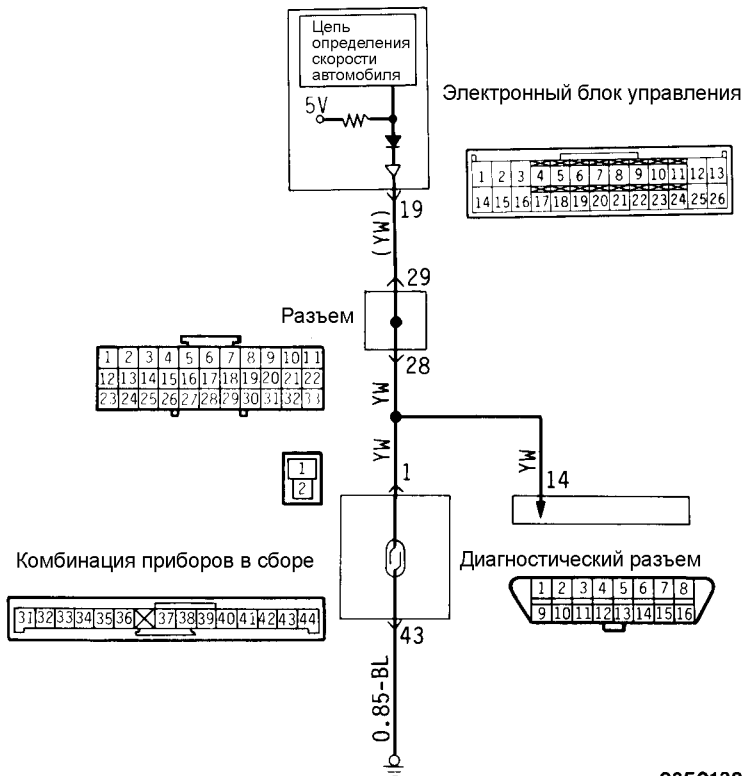 Цепь
определения
скорости
автомобиля
5V
Электронный блок управления
1 2 3 4 5 6 7 8 9 10 11 12 13
14 15 16 17 18 19 20 21 22 23 24 25 26
19
(YW)
29
Разъем
28
1 2 3 4 5 6 7 8 9 10 11
12 13 14 15 16 17 18 19 20 21 22
23 24 25 26 27 28 29 30 31 32 33
YW
YW
YW
1
2
1
14
Комбинация приборов в сборе
31 32 33 34 35 36 37 38 39 40 41 42 43 44
Диагностический разъем
1 2 3 4 5 6 7 8
9 10 11 12 13 14 15 16
43
0.85-BL